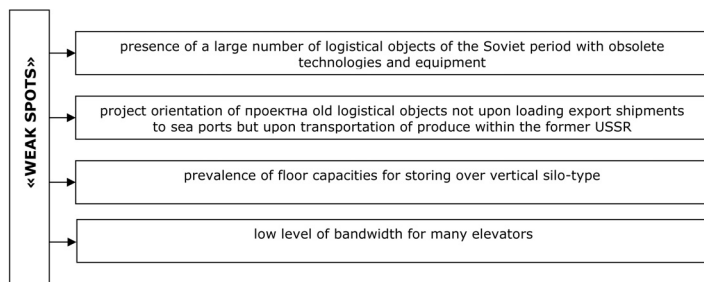 «WEAK SPOTS»
presence of a large number of logistical objects of the Soviet period with obsolete
technologies and equipment
project orientation of проектна old logistical objects not upon loading export shipments
to sea ports but upon transportation of produce within the former USSR
prevalence of floor capacities for storing over vertical silo-type
low level of bandwidth for many elevators